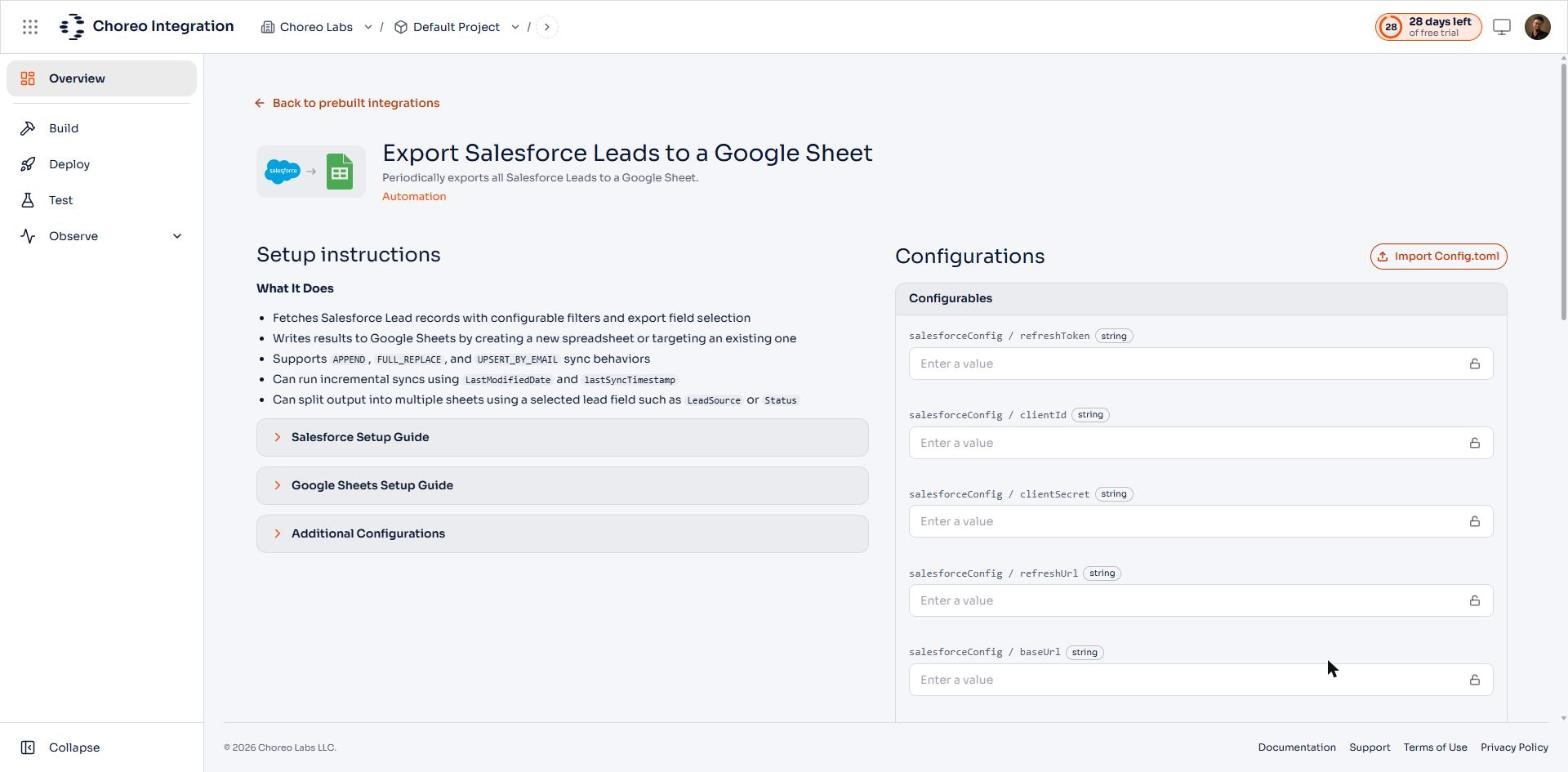 Choreo Integration
Choreo Labs / Default Project /
28 28 days left
of free trial
Overview
Build
Deploy
Test
Observe
Collapse
Back to prebuilt integrations
salesforce
Export Salesforce Leads to a Google Sheet
Periodically exports all Salesforce Leads to a Google Sheet.
Automation
Setup instructions
What It Does
• Fetches Salesforce Lead records with configurable filters and export field selection
• Writes results to Google Sheets by creating a new spreadsheet or targeting an existing one
• Supports APPEND, FULL_REPLACE, and UPSERT_BY_EMAIL sync behaviors
• Can run incremental syncs using LastModifiedDate and lastSyncTimestamp
• Can split output into multiple sheets using a selected lead field such as LeadSource or Status
Salesforce Setup Guide
Google Sheets Setup Guide
Additional Configurations
Configurations
Import Config.toml
Configurables
salesforceConfig / refreshToken string
Enter a value
salesforceConfig / clientId string
Enter a value
salesforceConfig / clientSecret string
Enter a value
salesforceConfig / refreshUrl string
Enter a value
salesforceConfig / baseUrl string
Enter a value
© 2026 Choreo Labs LLC.
Documentation Support Terms of Use Privacy Policy